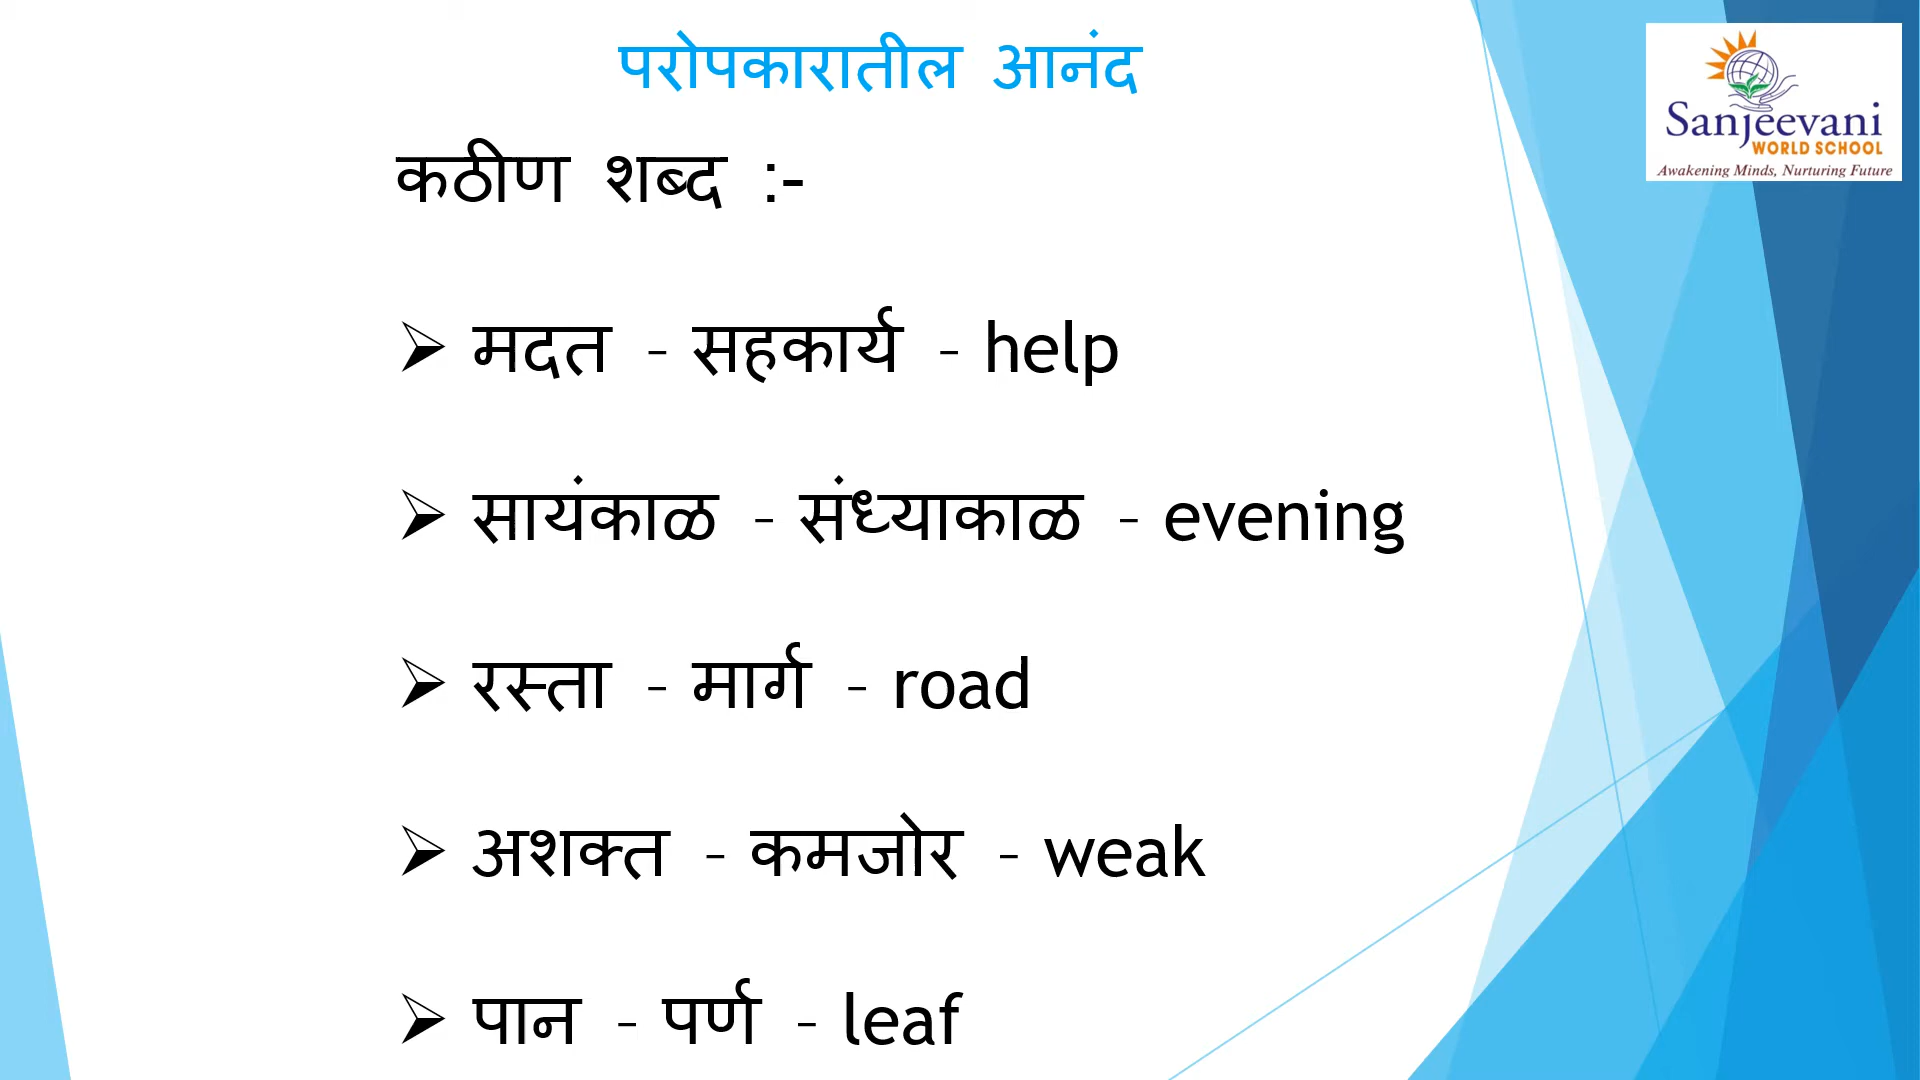 परोपकारातील आनंद
Sanjeevani
WORLD SCHOOL
Awakening Minds, Nurturing Future
कठीण शब्द :-
➢ मदत - सहकार्य - help
➢ सायंकाळ - संध्याकाळ - evening
➢ रस्ता - मार्ग - road
➢ अशक्त - कमजोर - weak
➢ पान - पर्ण - leaf